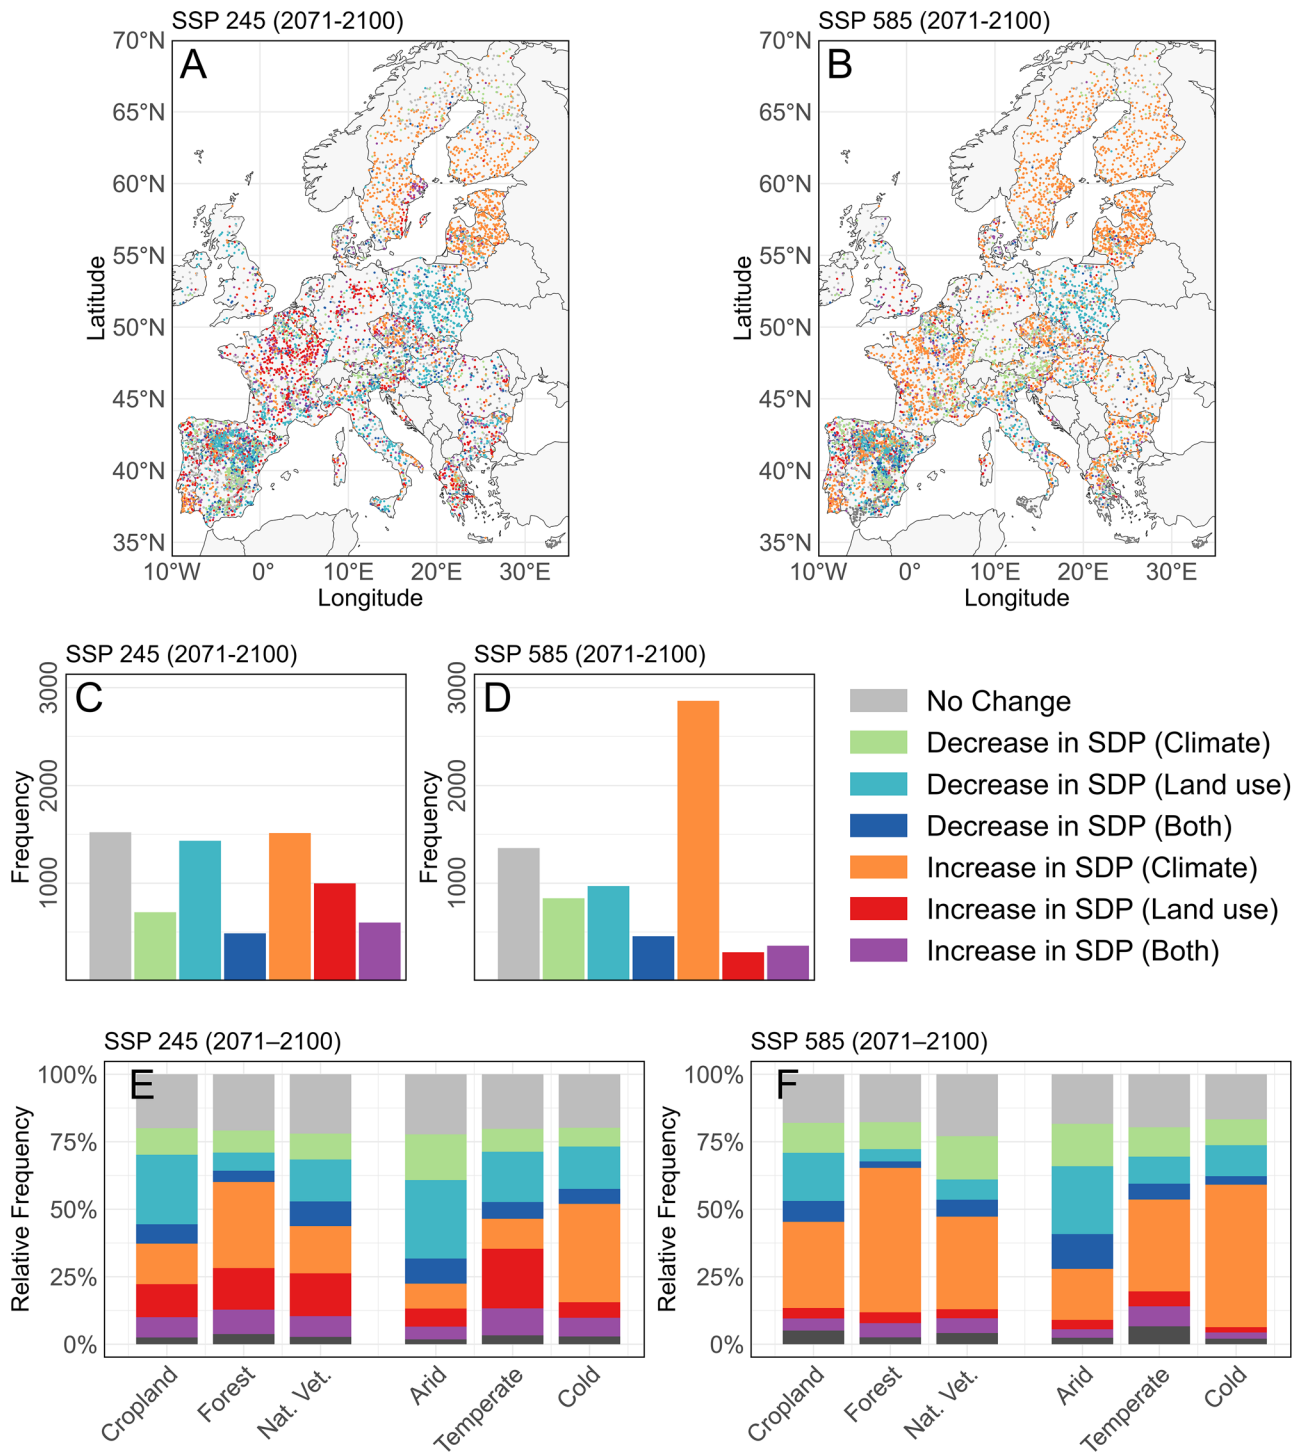 SSP 245 (2071-2100)
SSP 585 (2071-2100)
A
B
70°N
65°N
60°N
55°N
50°N
45°N
40°N
35°N
Latitude
10°W 0° 10°E 20°E 30°E
Longitude
70°N
65°N
60°N
55°N
50°N
45°N
40°N
35°N
Latitude
10°W 0° 10°E 20°E 30°E
Longitude
SSP 245 (2071-2100)
C
3000
2000
1000
Frequency
SSP 585 (2071-2100)
D
3000
2000
1000
Frequency
No Change
Decrease in SDP (Climate)
Decrease in SDP (Land use)
Decrease in SDP (Both)
Increase in SDP (Climate)
Increase in SDP (Land use)
Increase in SDP (Both)
SSP 245 (2071–2100)
E
100%
75%
50%
25%
0%
Relative Frequency
Cropland
Forest
Nat. Vet.
Arid
Temperate
Cold
SSP 585 (2071–2100)
F
100%
75%
50%
25%
0%
Relative Frequency
Cropland
Forest
Nat. Vet.
Arid
Temperate
Cold